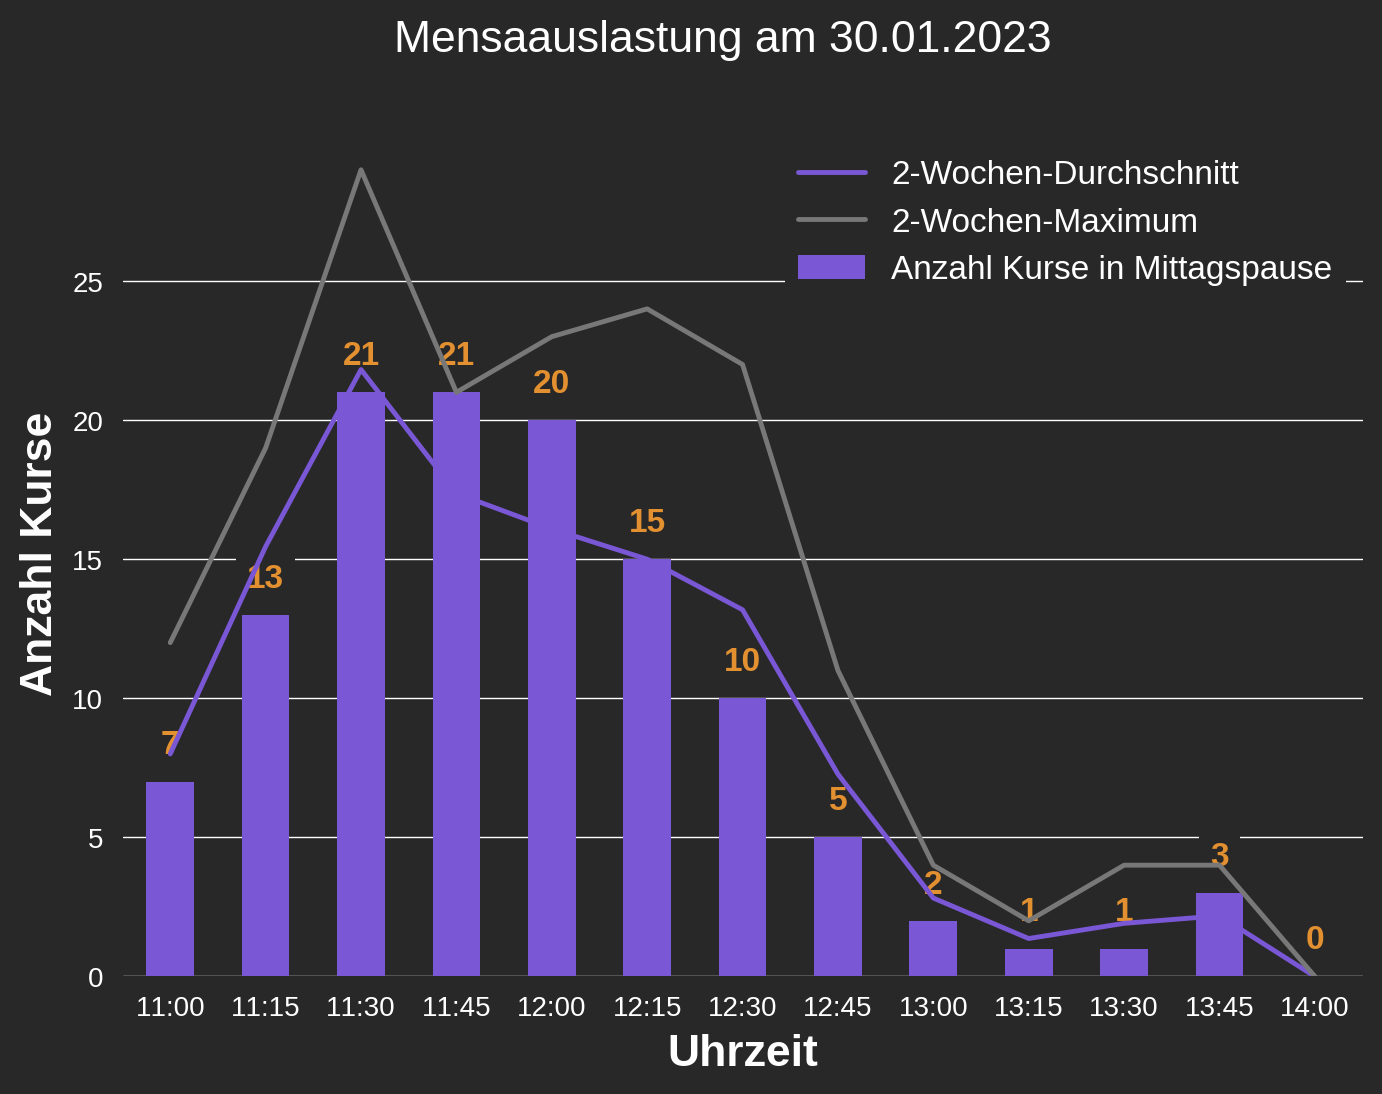 Mensaauslastung am 30.01.2023
2-Wochen-Durchschnitt
2-Wochen-Maximum
Anzahl Kurse in Mittagspause
Anzahl Kurse
25
20
15
10
5
0
7
13
21
21
20
15
10
5
2
1
1
3
0
11:00 11:15 11:30 11:45 12:00 12:15 12:30 12:45 13:00 13:15 13:30 13:45 14:00
Uhrzeit